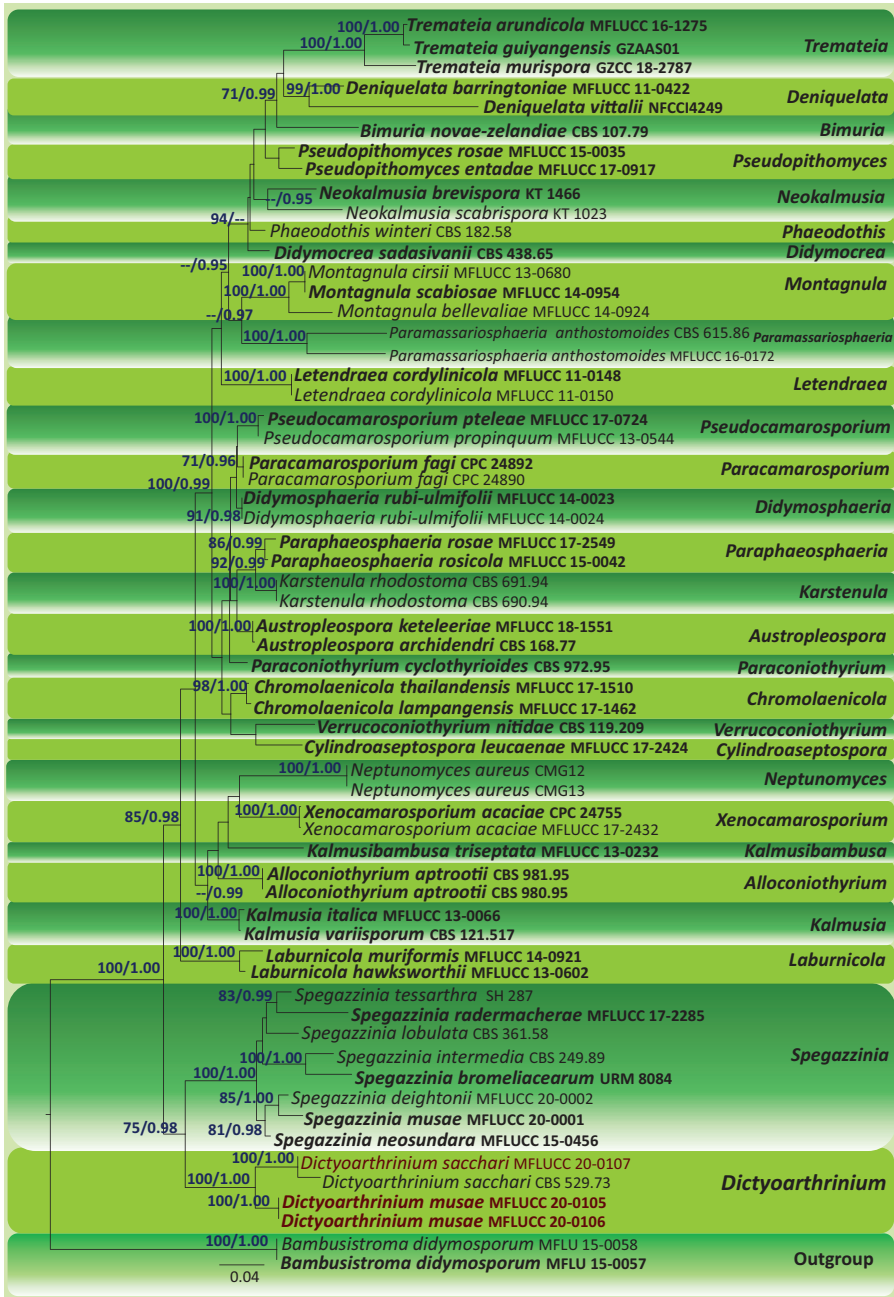 Tremateia arundicola MFLUCC 16-1275
100/1.00
Tremateia guiyangensis GZAAS01
Tremateia
Tremateia murispora GZCC 18-2787
71/0.99
99/1.00
Deniquelata barringtoniae MFLUCC 11-0422
Deniquelata
Deniquelata vittalii NFCCI4249
Bimuria novae-zelandiae CBS 107.79
Bimuria
Pseudopithomyces rosae MFLUCC 15-0035
Pseudopithomyces
Pseudopithomyces entadae MFLUCC 17-0917
Neokalmusia brevispora KT 1466
Neokalmusia
--/0.95
Neokalmusia scabrispora KT 1023
94/--
Phaeodothis winteri CBS 182.58
Phaeodothis
Didymocrea sadasivanii CBS 438.65
Didymocrea
--/0.95
100/1.00
Montagnula cirsii MFLUCC 13-0680
Montagnula
100/1.00
Montagnula scabiosae MFLUCC 14-0954
Montagnula bellevaliae MFLUCC 14-0924
--/0.97
100/1.00
Paramassariosphaeria anthostomoides CBS 615.86
Paramassariosphaeria
Paramassariosphaeria anthostomoides MFLUCC 16-0172
100/1.00
Letendraea cordylinicola MFLUCC 11-0148
Letendraea
Letendraea cordylinicola MFLUCC 11-0150
100/1.00
Pseudocamarosporium pteleae MFLUCC 17-0724
Pseudocamarosporium
Pseudocamarosporium propinquum MFLUCC 13-0544
71/0.96
Paracamarosporium fagi CPC 24892
Paracamarosporium
Paracamarosporium fagi CPC 24890
100/0.99
Didymosphaeria rubi-ulmifolii MFLUCC 14-0023
Didymosphaeria
91/0.98
Didymosphaeria rubi-ulmifolii MFLUCC 14-0024
86/0.99
Paraphaeosphaeria rosae MFLUCC 17-2549
Paraphaeosphaeria
92/0.99
Paraphaeosphaeria rosicola MFLUCC 15-0042
100/1.00
Karstenula rhodostoma CBS 691.94
Karstenula
Karstenula rhodostoma CBS 690.94
100/1.00
Austropleospora keteleeriae MFLUCC 18-1551
Austropleospora
Austropleospora archidendri CBS 168.77
Paraconiothyrium cyclothyrioides CBS 972.95
Paraconiothyrium
98/1.00
Chromolaenicola thailandensis MFLUCC 17-1510
Chromolaenicola
Chromolaenicola lampangensis MFLUCC 17-1462
Verrucoconiothyrium nitidae CBS 119.209
Verrucoconiothyrium
Cylindroaseptospora leucaenae MFLUCC 17-2424
Cylindroaseptospora
100/1.00
Neptunomyces aureus CMG12
Neptunomyces
Neptunomyces aureus CMG13
100/1.00
Xenocamarosporium acaciae CPC 24755
Xenocamarosporium
85/0.98
Xenocamarosporium acaciae MFLUCC 17-2432
Kalmusibambusa triseptata MFLUCC 13-0232
Kalmusibambusa
100/1.00
Alloconiothyrium aptrootii CBS 981.95
Alloconiothyrium
--/0.99
Alloconiothyrium aptrootii CBS 980.95
100/1.00
Kalmusia italica MFLUCC 13-0066
Kalmusia
Kalmusia variisporum CBS 121.517
100/1.00
Laburnicola muriformis MFLUCC 14-0921
Laburnicola
100/1.00
Laburnicola hawksworthii MFLUCC 13-0602
83/0.99
Spegazzinia tessarthra SH 287
Spegazzinia radermacherae MFLUCC 17-2285
Spegazzinia lobulata CBS 361.58
Spegazzinia
100/1.00
Spegazzinia intermedia CBS 249.89
100/1.00
Spegazzinia bromeliacearum URM 8084
85/1.00
Spegazzinia deightonii MFLUCC 20-0002
Spegazzinia musae MFLUCC 20-0001
75/0.98
81/0.98
Spegazzinia neosundara MFLUCC 15-0456
100/1.00
Dictyoarthrinium sacchari MFLUCC 20-0107
100/1.00
Dictyoarthrinium sacchari CBS 529.73
Dictyoarthrinium
100/1.00
Dictyoarthrinium musae MFLUCC 20-0105
Dictyoarthrinium musae MFLUCC 20-0106
100/1.00
Bambusistroma didymosporum MFLU 15-0058
Outgroup
Bambusistroma didymosporum MFLU 15-0057
0.04